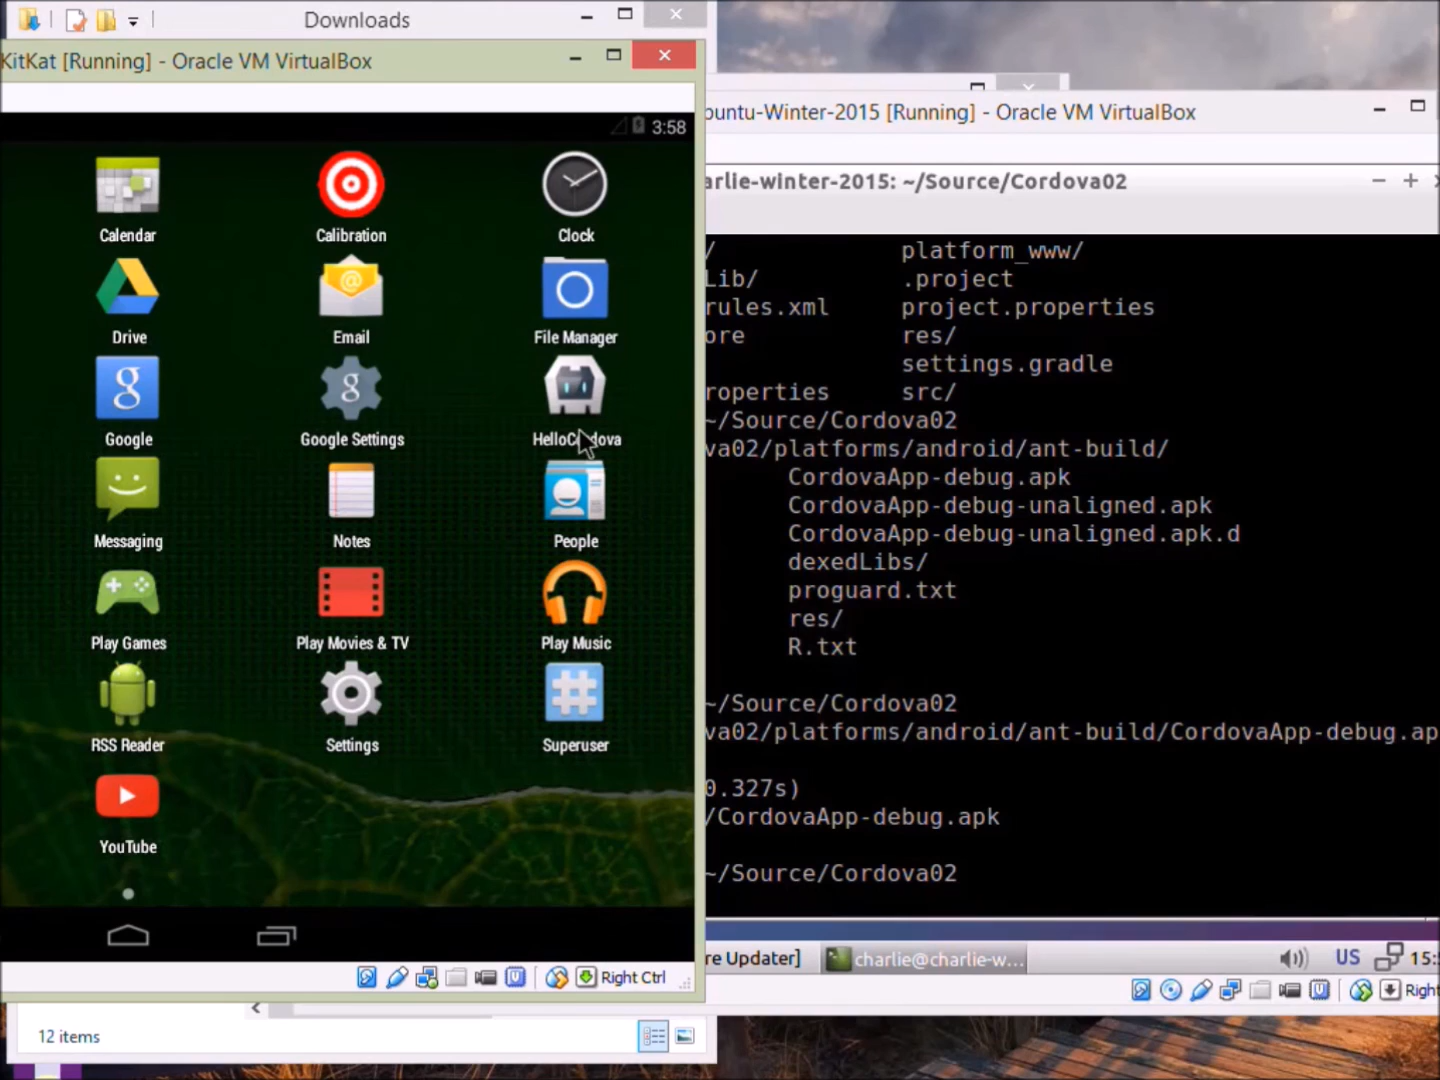 Downloads
KitKat [Running] - Oracle VM VirtualBox
3:58
Calendar
Calibration
Clock
Drive
Email
File Manager
Google
Google Settings
HelloCordova
Messaging
Notes
People
Play Games
Play Movies & TV
Play Music
RSS Reader
Settings
Superuser
YouTube
Right Ctrl
12 items
buntu-Winter-2015 [Running] - Oracle VM VirtualBox
arlie-winter-2015: ~/Source/Cordova02
/ platform_www/
Lib/ .project
rules.xml project.properties
ore res/
settings.gradle
roperties src/
~/Source/Cordova02
va02/platforms/android/ant-build/
CordovaApp-debug.apk
CordovaApp-debug-unaligned.apk
CordovaApp-debug-unaligned.apk.d
dexedLibs/
proguard.txt
res/
R.txt
~/Source/Cordova02
va02/platforms/android/ant-build/CordovaApp-debug.ap
0.327s)
/CordovaApp-debug.apk
~/Source/Cordova02
re Updater]
charlie@charlie-w...
US
15:
Right